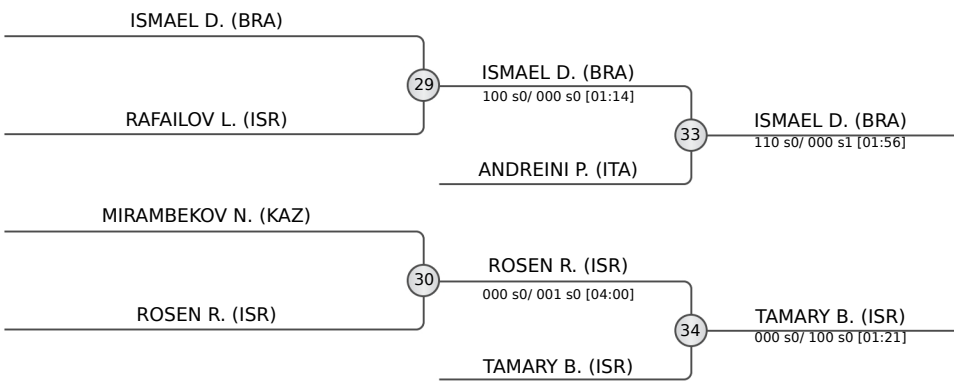 ISMAEL D. (BRA)
29
RAFAILOV L. (ISR)
ISMAEL D. (BRA)
100 s0/ 000 s0 [01:14]
33
ANDREINI P. (ITA)
ISMAEL D. (BRA)
110 s0/ 000 s1 [01:56]
MIRAMBEKOV N. (KAZ)
30
ROSEN R. (ISR)
ROSEN R. (ISR)
000 s0/ 001 s0 [04:00]
34
TAMARY B. (ISR)
TAMARY B. (ISR)
000 s0/ 100 s0 [01:21]